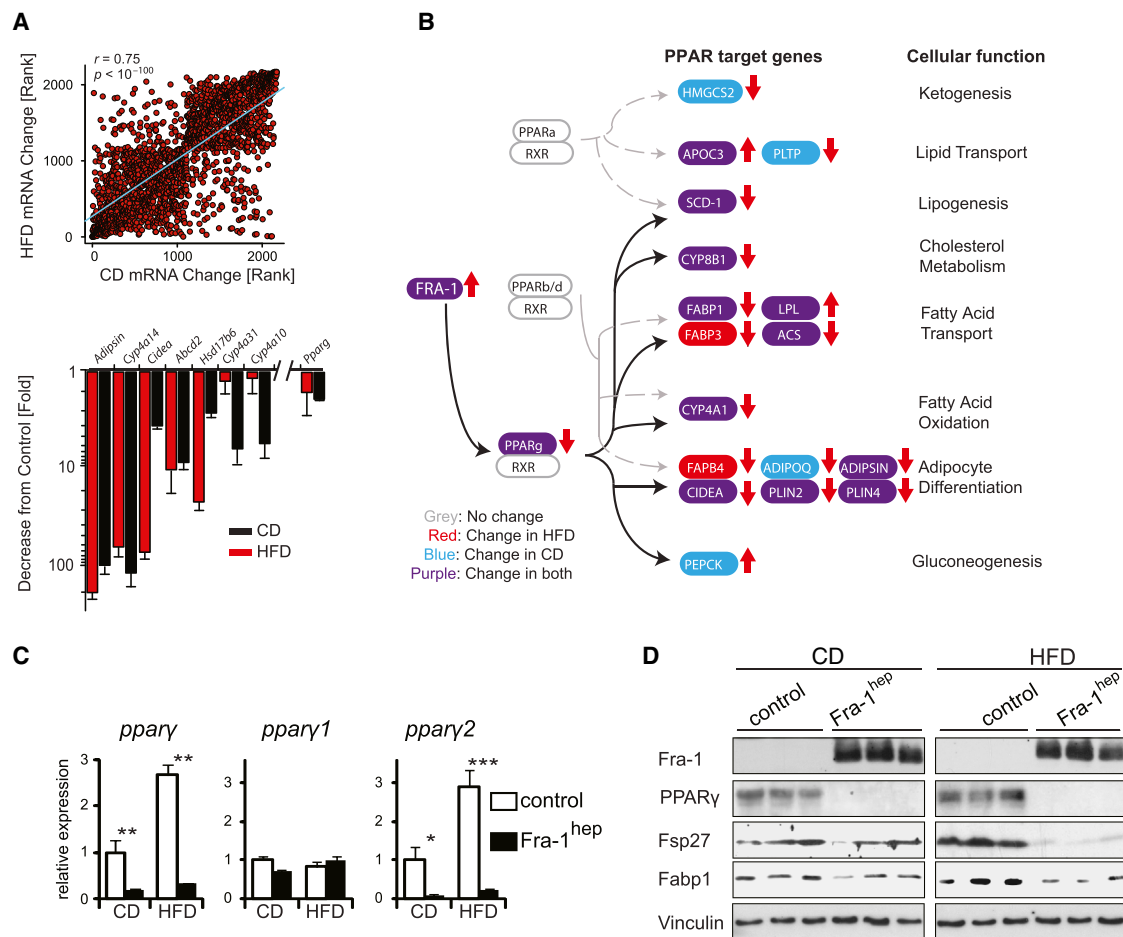 A
r = 0.75
p < 10⁻¹⁰⁰
HFD mRNA Change [Rank]
2000
1000
0
0 1000 2000
CD mRNA Change [Rank]
Adipsin Cyp4a14 Cidea Abcd2 Hsd17b6 Cyp4a31 Cyp4a10 Pparg
Decrease from Control [Fold]
1
10
100
CD
HFD
B
PPAR target genes Cellular function
HMGCS2 Ketogenesis
PPARa
RXR
APOC3 PLTP Lipid Transport
SCD-1 Lipogenesis
CYP8B1 Cholesterol
Metabolism
FRA-1
PPARb/d
RXR
FABP1 LPL Fatty Acid
FABP3 ACS Transport
CYP4A1 Fatty Acid
Oxidation
PPARg
RXR
FAPB4 ADIPOQ ADIPSIN Adipocyte
CIDEA PLIN2 PLIN4 Differentiation
PEPCK Gluconeogenesis
Grey: No change
Red: Change in HFD
Blue: Change in CD
Purple: Change in both
C
pparγ pparγ1 pparγ2
relative expression
3
2
1
0
** **
CD HFD
3
2
1
0
CD HFD
3
2
1
0
* ***
CD HFD
control
Fra-1hep
D
CD HFD
control Fra-1hep control Fra-1hep
Fra-1
PPARγ
Fsp27
Fabp1
Vinculin